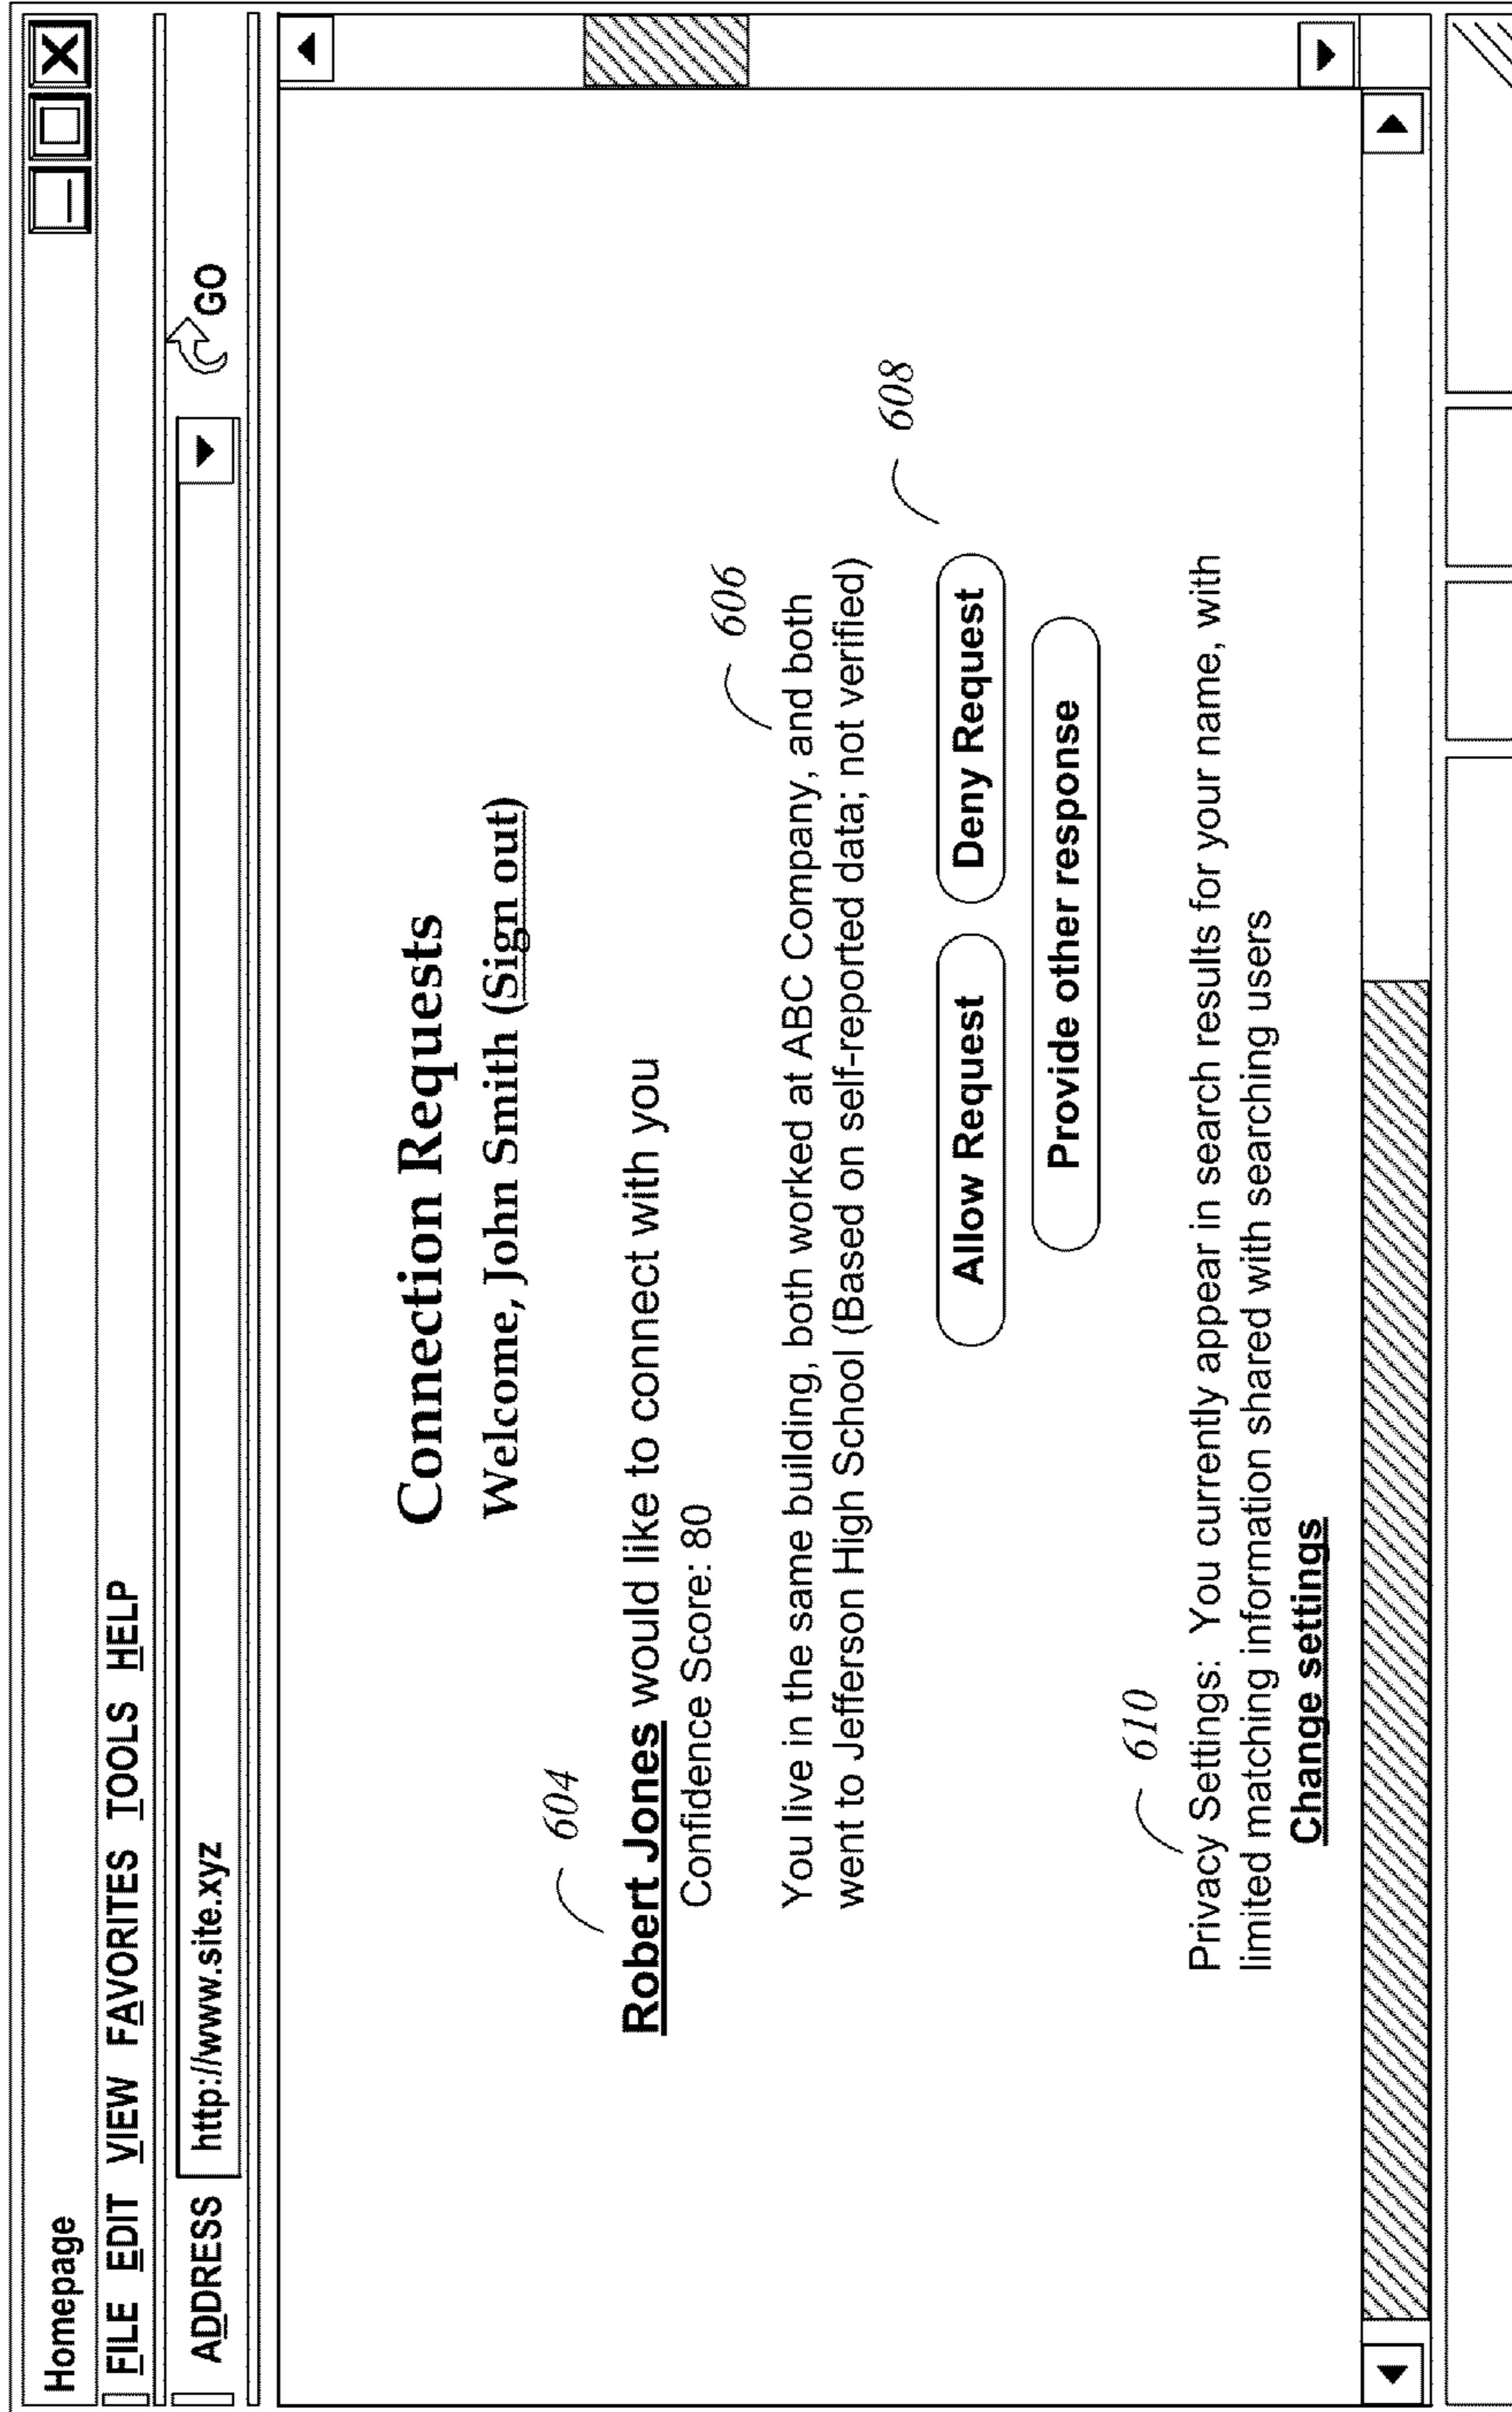 Homepage
FILE EDIT VIEW FAVORITES TOOLS HELP
ADDRESS http://www.site.xyz GO
Connection Requests
Welcome, John Smith (Sign out)
604
Robert Jones would like to connect with you
Confidence Score: 80
606
You live in the same building, both worked at ABC Company, and both
went to Jefferson High School (Based on self-reported data; not verified)
608
Allow Request Deny Request
Provide other response
610
Privacy Settings: You currently appear in search results for your name, with
limited matching information shared with searching users
Change settings